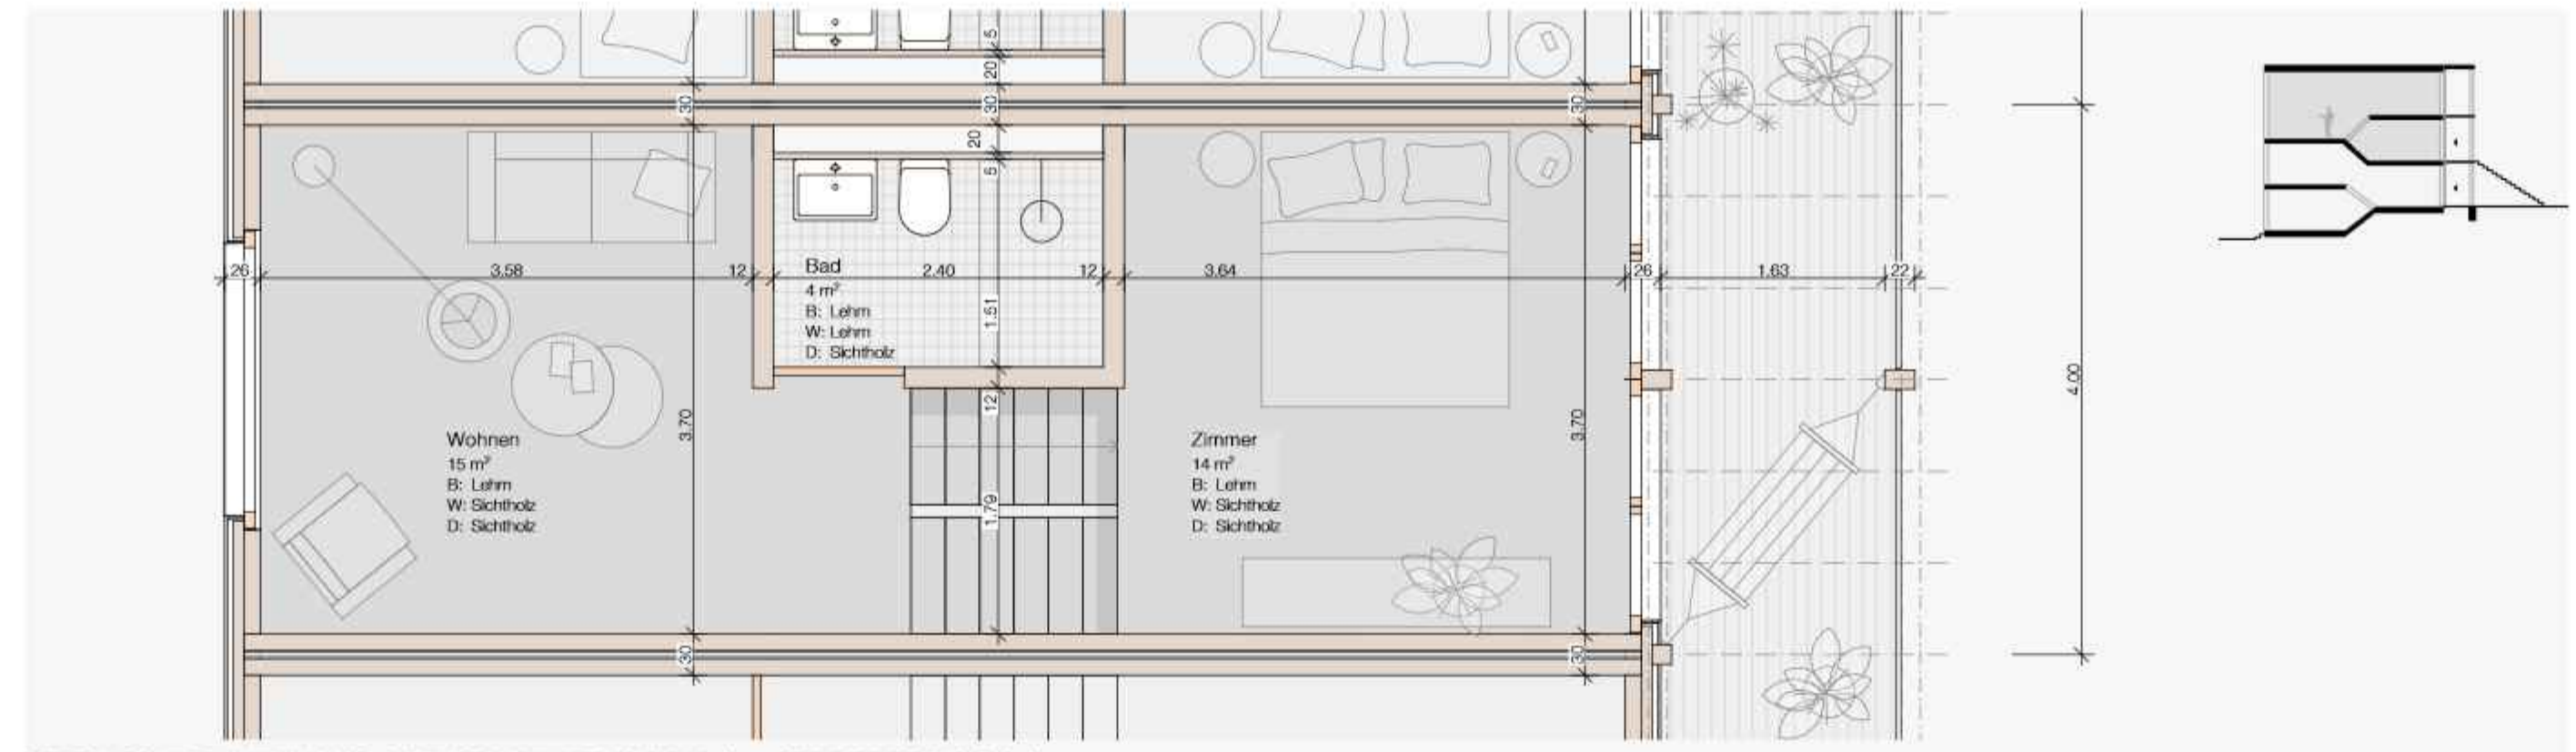 5
20
30
30
30
20
5
26
3.58
12
Bad
2.40
12
3.64
26
1.63
22
4 m²
B: Lehm
W: Lehm
D: Sichtholz
1.51
4.00
12
3.70
3.70
Wohnen
15 m²
B: Lehm
W: Sichtholz
D: Sichtholz
Zimmer
14 m²
B: Lehm
W: Sichtholz
D: Sichtholz
1.79
30
30